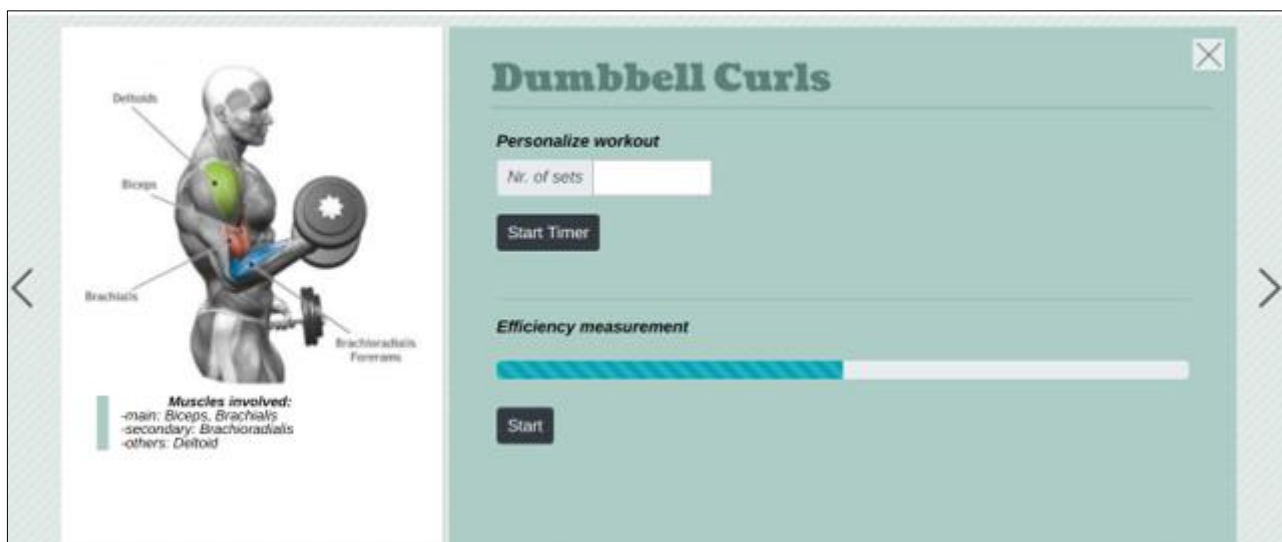 Deltoids
Biceps
Brachialis
Brachioradialis
Forerams
Muscles involved:
-main: Biceps, Brachialis
-secondary: Brachioradialis
-others: Deltoid
Dumbbell Curls
Personalize workout
Nr. of sets
Start Timer
Efficiency measurement
Start